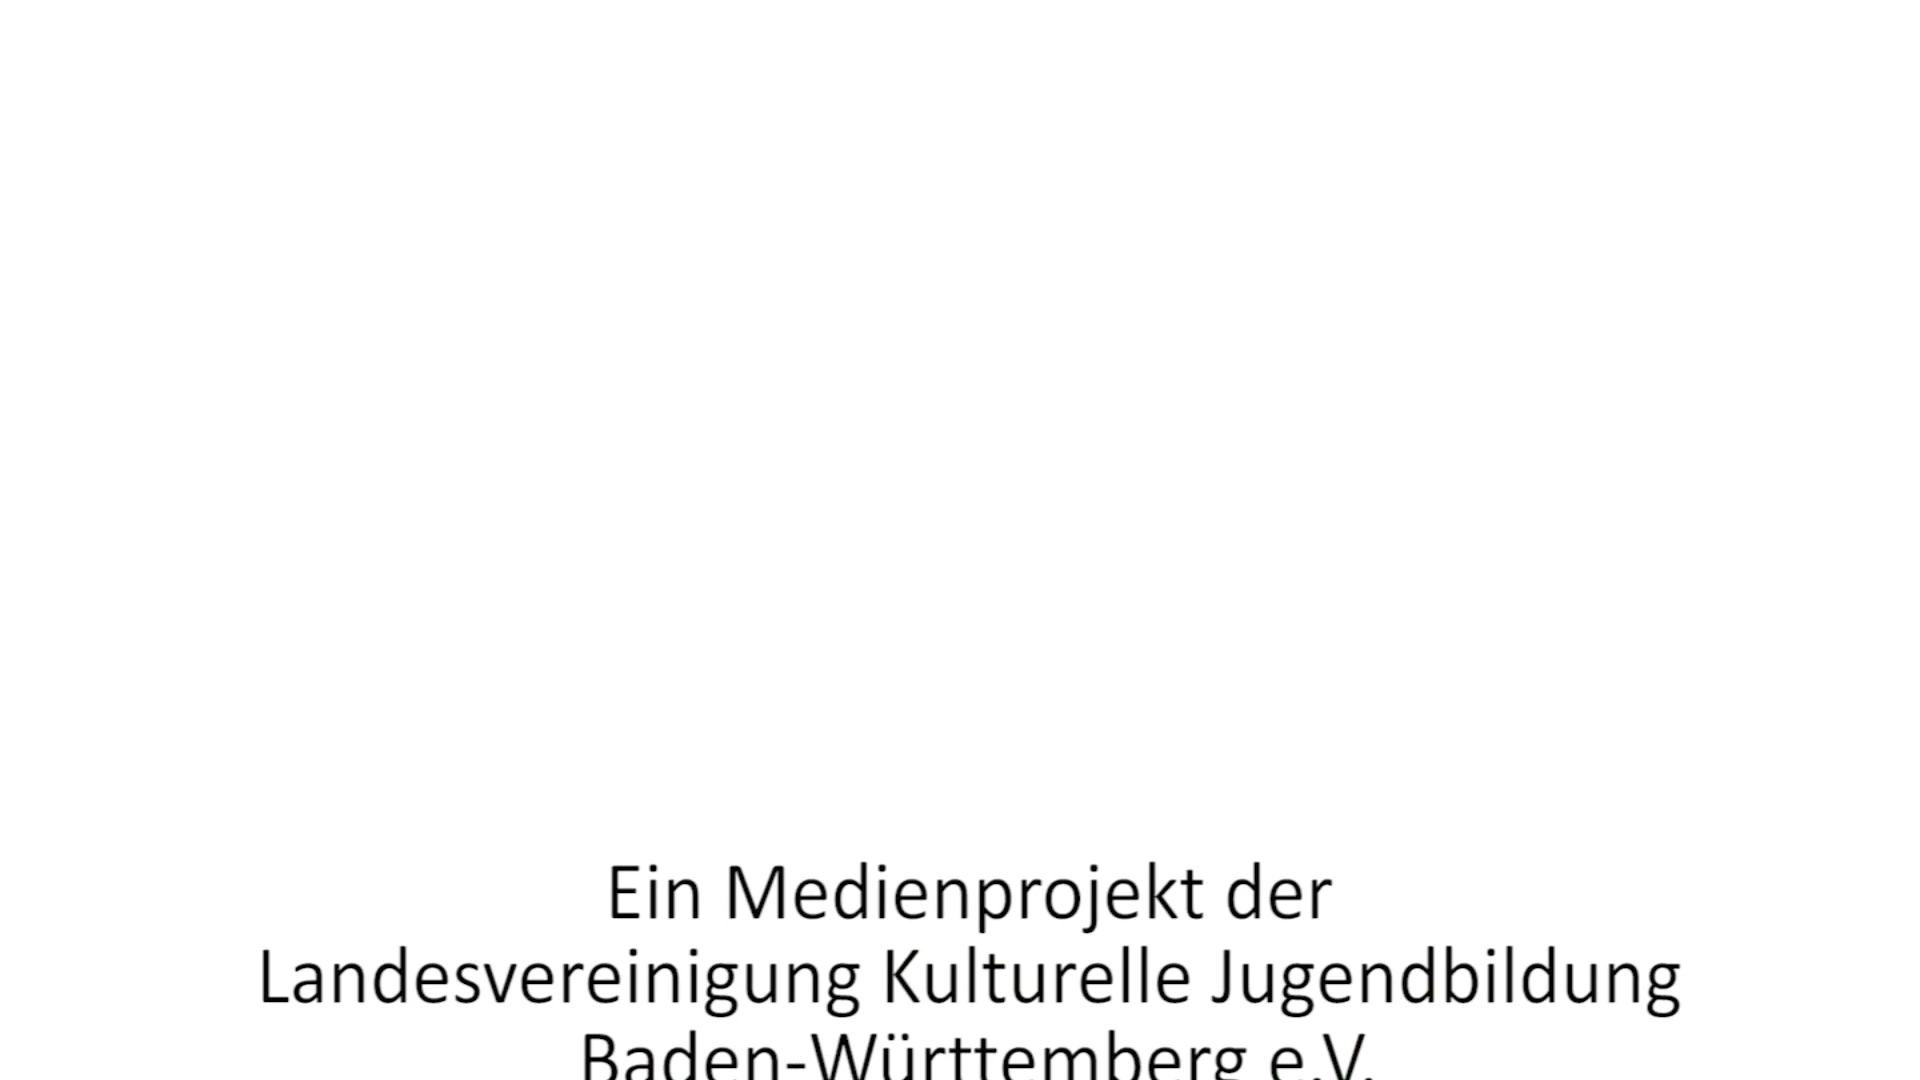 Ein Medienprojekt der
Landesvereinigung Kulturelle Jugendbildung
Baden-Württemberg e.V.